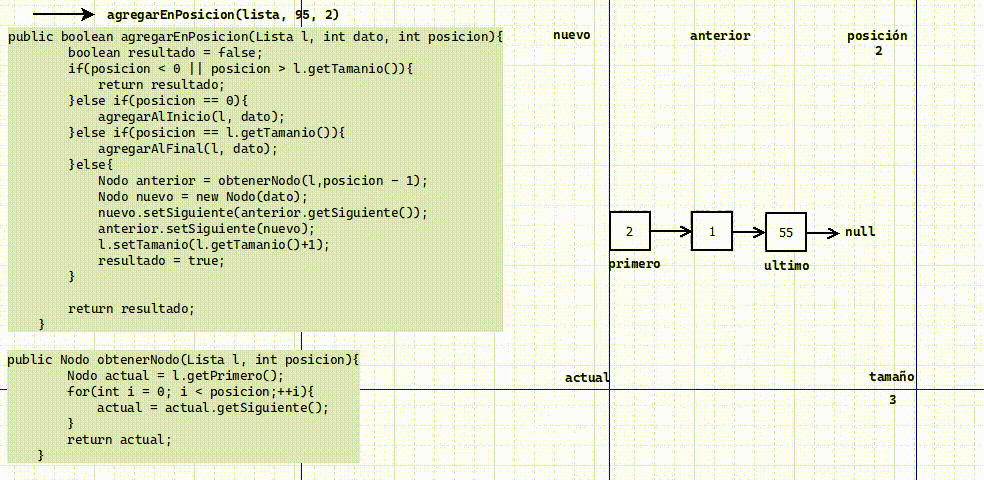 agregarEnPosicion(lista, 95, 2)
public boolean agregarEnPosicion(Lista l, int dato, int posicion){
boolean resultado = false;
if(posicion < 0 || posicion > l.getTamanio()){
return resultado;
}else if(posicion == 0){
agregarAlInicio(l, dato);
}else if(posicion == l.getTamanio()){
agregarAlFinal(l, dato);
}else{
Nodo anterior = obtenerNodo(l,posicion - 1);
Nodo nuevo = new Nodo(dato);
nuevo.setSiguiente(anterior.getSiguiente());
anterior.setSiguiente(nuevo);
l.setTamanio(l.getTamanio()+1);
resultado = true;
}
return resultado;
}
public Nodo obtenerNodo(Lista l, int posicion){
Nodo actual = l.getPrimero();
for(int i = 0; i < posicion;++i){
actual = actual.getSiguiente();
}
return actual;
}
nuevo
anterior
posición
2
2
1
55
null
primero
ultimo
actual
tamaño
3